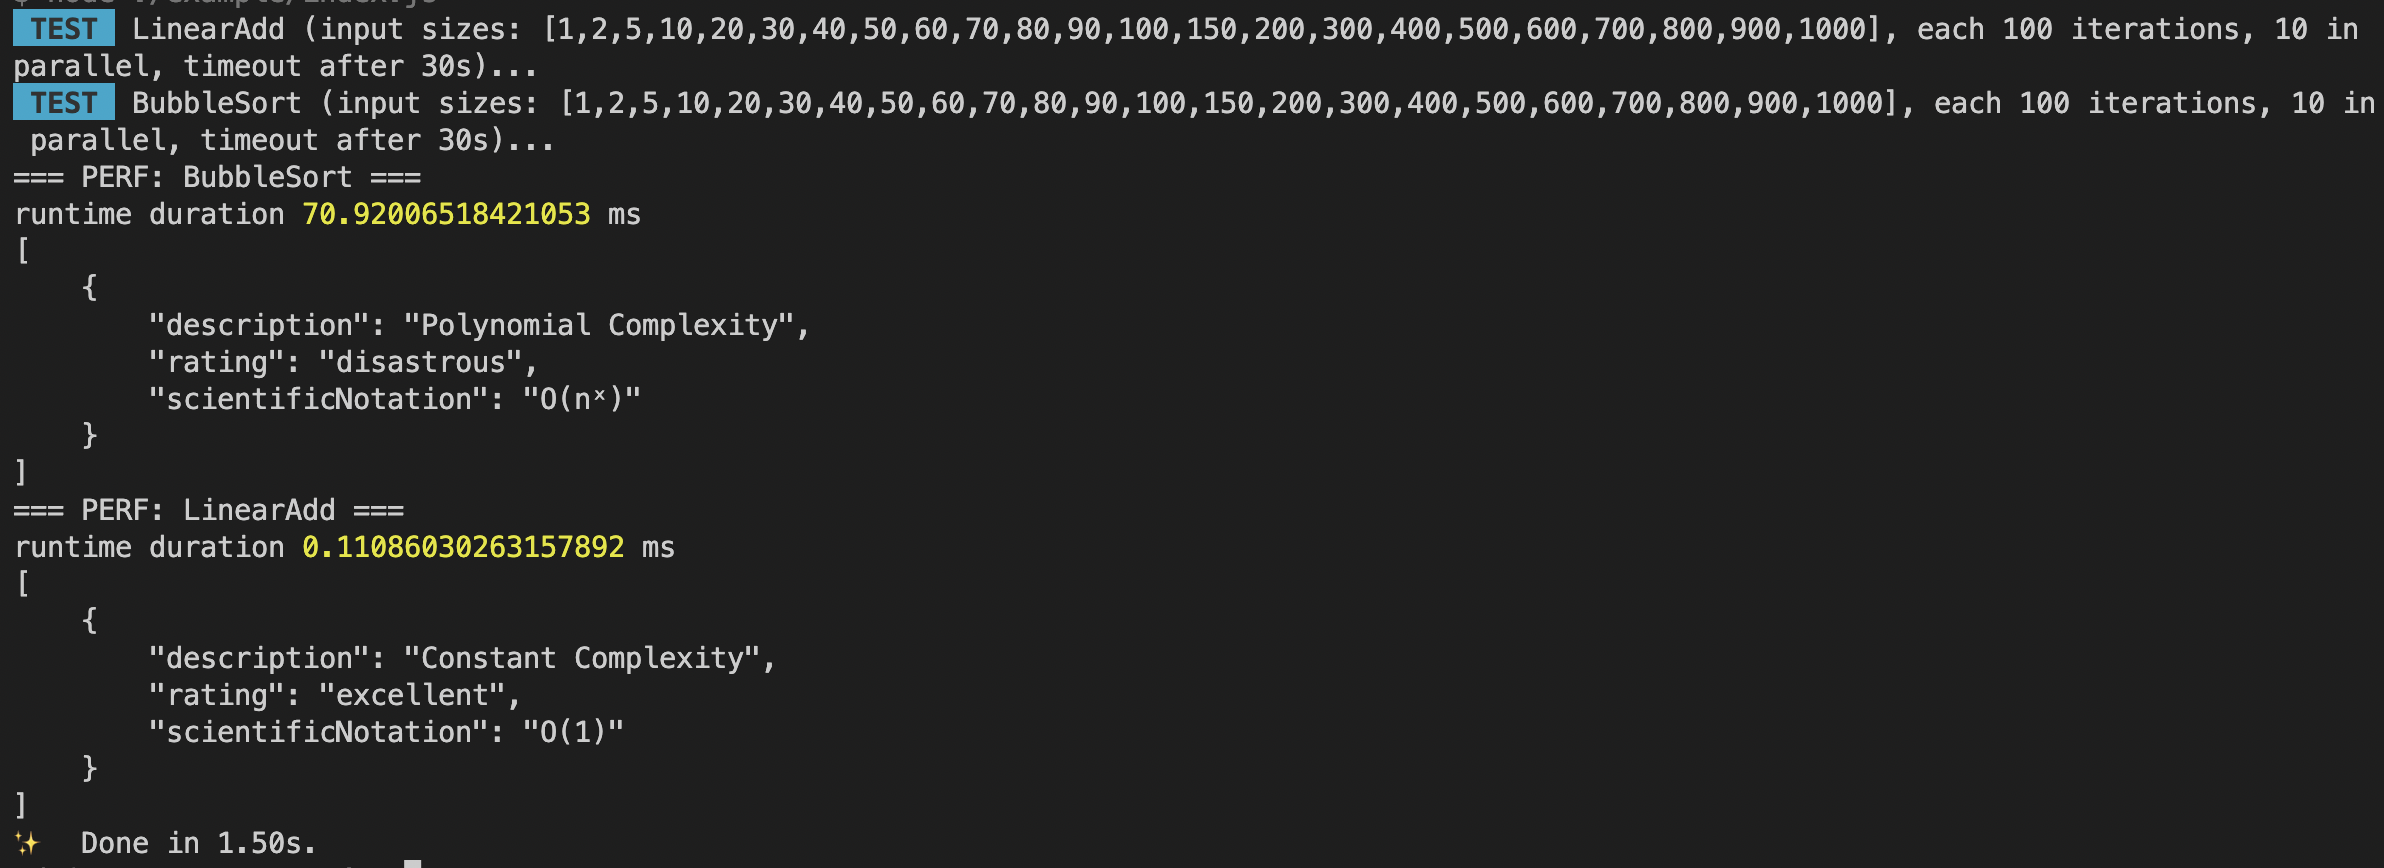 $ node ./example/index.js
TEST LinearAdd (input sizes: [1,2,5,10,20,30,40,50,60,70,80,90,100,150,200,300,400,500,600,700,800,900,1000], each 100 iterations, 10 in
parallel, timeout after 30s)...
TEST BubbleSort (input sizes: [1,2,5,10,20,30,40,50,60,70,80,90,100,150,200,300,400,500,600,700,800,900,1000], each 100 iterations, 10 in
 parallel, timeout after 30s)...
=== PERF: BubbleSort ===
runtime duration 70.92006518421053 ms
[
    {
        "description": "Polynomial Complexity",
        "rating": "disastrous",
        "scientificNotation": "O(nˣ)"
    }
]
=== PERF: LinearAdd ===
runtime duration 0.11086030263157892 ms
[
    {
        "description": "Constant Complexity",
        "rating": "excellent",
        "scientificNotation": "O(1)"
    }
]
✨  Done in 1.50s.